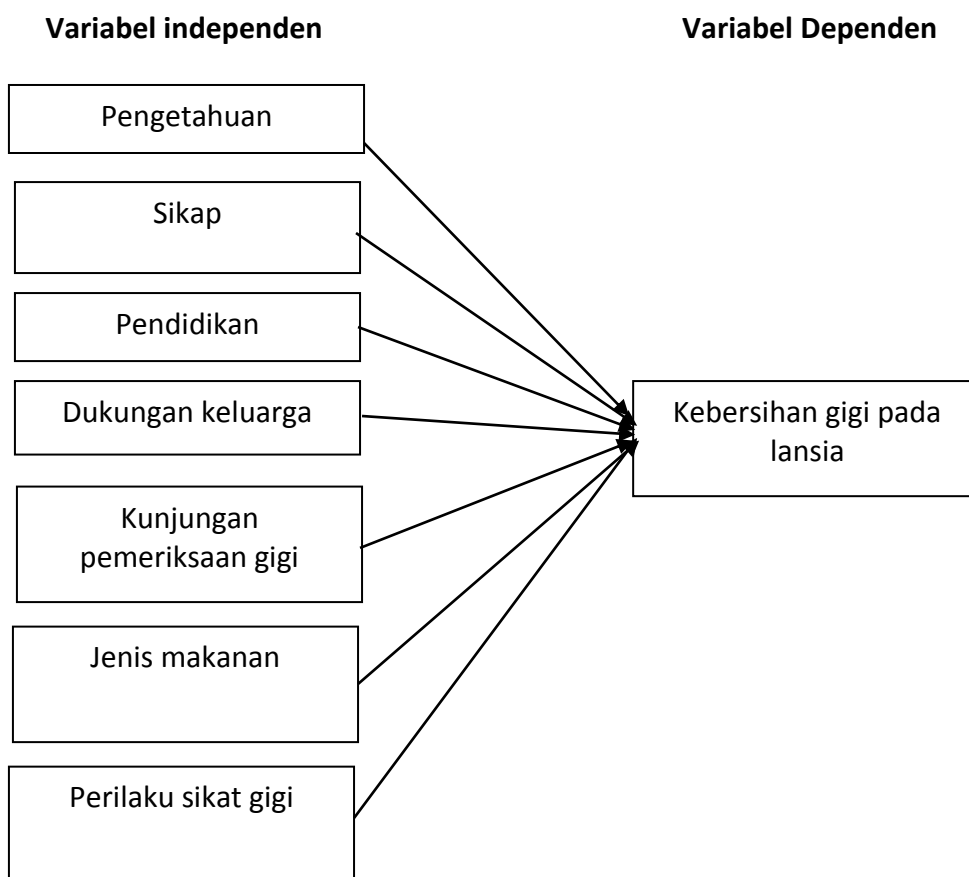 Variabel independen
Variabel Dependen
Pengetahuan
Sikap
Pendidikan
Dukungan keluarga
Kunjungan
pemeriksaan gigi
Jenis makanan
Perilaku sikat gigi
Kebersihan gigi pada
lansia